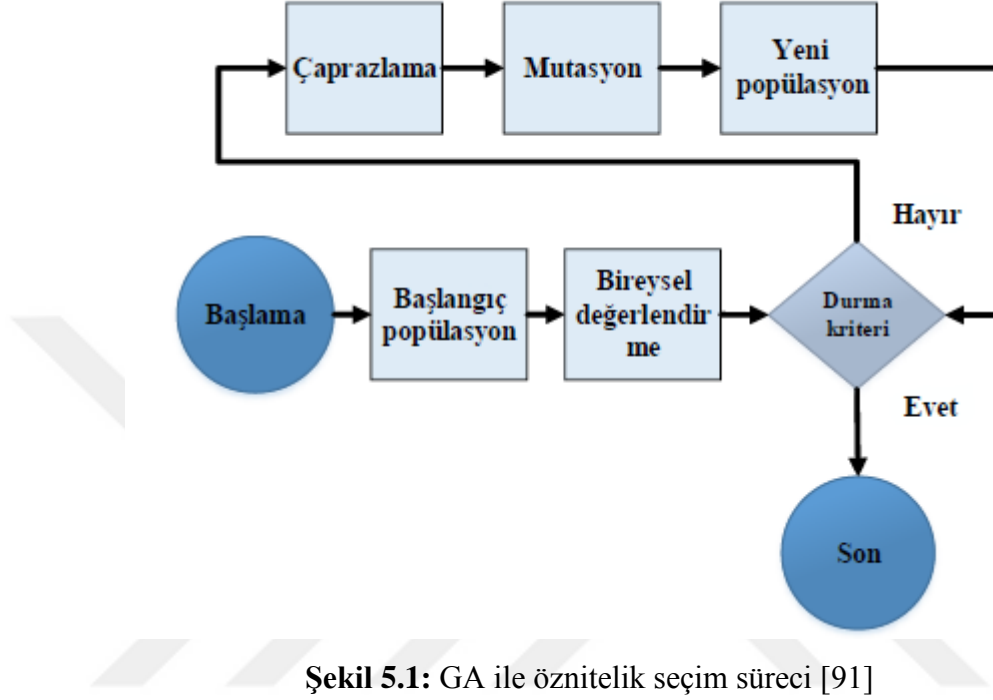 Çaprazlama
Mutasyon
Yeni
popülasyon
Hayır
Başlama
Başlangıç
popülasyon
Bireysel
değerlendir
me
Durma
kriteri
Evet
Son
Şekil 5.1: GA ile öznitelik seçim süreci [91]